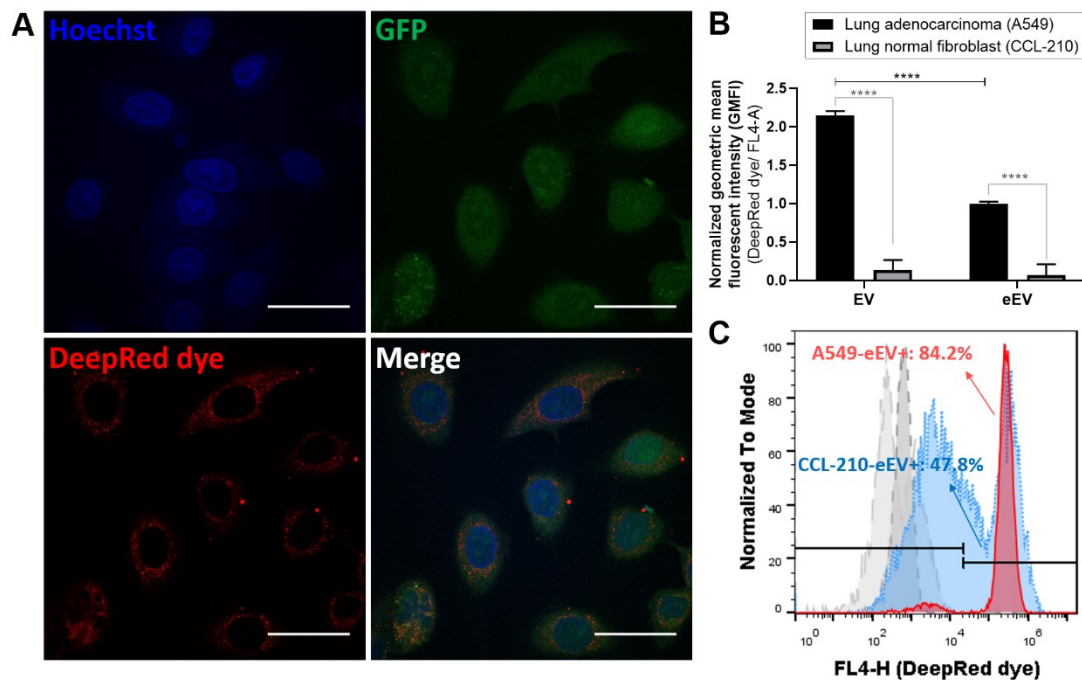 A
Hoechst
GFP
DeepRed dye
Merge
B
Lung adenocarcinoma (A549)
Lung normal fibroblast (CCL-210)
Normalized geometric mean
fluorescent intensity (GMFI)
(DeepRed dye/ FL4-A)
****
****
****
2.5
2.0
1.5
1.0
0.5
0.0
EV
eEV
C
Normalized To Mode
100
80
60
40
20
0
A549-eEV+: 84.2%
CCL-210-eEV+: 47.8%
10^0
10^2
10^4
10^6
FL4-H (DeepRed dye)